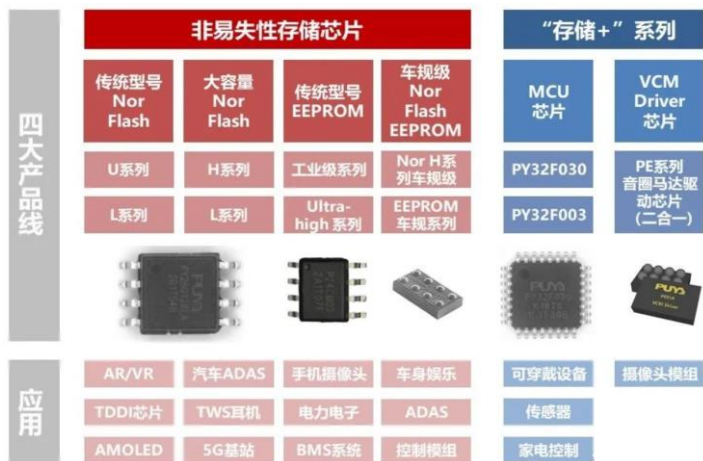 非易失性存储芯片
“存储+”系列
四大产品线
传统型号
Nor
Flash
大容量
Nor
Flash
传统型号
EEPROM
车规级
Nor
Flash
EEPROM
MCU
芯片
VCM
Driver
芯片
U系列
H系列
工业级系列
Nor H系
列车规级
PY32F030
PE系列
音圈马达驱
动芯片
(二合一)
L系列
L系列
Ultra-
high 系列
EEPROM
车规系列
PY32F003
PUYA
PUYA
PUYA
VCM Driver
应用
AR/VR
汽车ADAS
手机摄像头
车身娱乐
可穿戴设备
摄像头模组
TDDI芯片
TWS耳机
电力电子
ADAS
传感器
AMOLED
5G基站
BMS系统
控制模组
家电控制